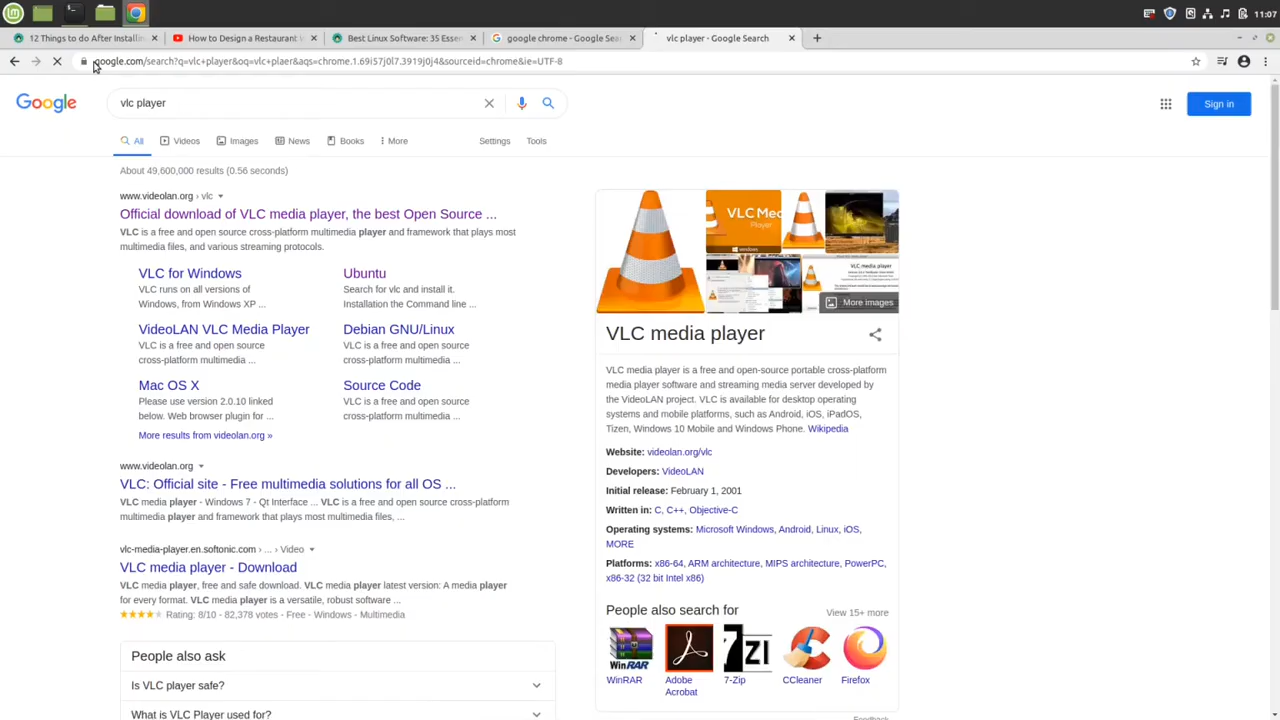 11:07
12 Things to do After Installi
How to Design a Restaurant V
Best Linux Software: 35 Essen
google chrome - Google Sea
vlc player - Google Search
google.com/search?q=vlc+player&oq=vlc+plaer&aqs=chrome.1.69i57j0l7.3919j0j4&sourceid=chrome&ie=UTF-8
Google
vlc player
Sign in
All
Videos
Images
News
Books
More
Settings
Tools
About 49,600,000 results (0.56 seconds)
www.videolan.org › vlc
Official download of VLC media player, the best Open Source ...
VLC is a free and open source cross-platform multimedia player and framework that plays most
multimedia files, and various streaming protocols.
VLC for Windows
VLC runs on all versions of
Windows, from Windows XP ...
Ubuntu
Search for vlc and install it.
Installation the Command line ...
VideoLAN VLC Media Player
VLC is a free and open source
cross-platform multimedia ...
Debian GNU/Linux
VLC is a free and open source
cross-platform multimedia ...
Mac OS X
Please use version 2.0.10 linked
below. Web browser plugin for ...
Source Code
VLC is a free and open source
cross-platform multimedia ...
More results from videolan.org »
www.videolan.org
VLC: Official site - Free multimedia solutions for all OS ...
VLC media player - Windows 7 - Qt Interface ... VLC is a free and open source cross-platform
multimedia player and framework that plays most multimedia files, ...
vlc-media-player.en.softonic.com › ... › Video
VLC media player - Download
VLC media player, free and safe download. VLC media player latest version: A media player
for every format. VLC media player is a versatile, robust software ...
Rating: 8/10 - 82,378 votes - Free - Windows - Multimedia
People also ask
Is VLC player safe?
What is VLC Player used for?
VLC Med
Player
windows
VLC media player
More images
VLC media player
VLC media player is a free and open-source portable cross-platform
media player software and streaming media server developed by
the VideoLAN project. VLC is available for desktop operating
systems and mobile platforms, such as Android, iOS, iPadOS,
Tizen, Windows 10 Mobile and Windows Phone. Wikipedia
Website: videolan.org/vlc
Developers: VideoLAN
Initial release: February 1, 2001
Written in: C, C++, Objective-C
Operating systems: Microsoft Windows, Android, Linux, iOS,
MORE
Platforms: x86-64, ARM architecture, MIPS architecture, PowerPC,
x86-32 (32 bit Intel x86)
People also search for
View 15+ more
WinRAR
7ZI
WinRAR
Adobe
Acrobat
7-Zip
CCleaner
Firefox
Feedback